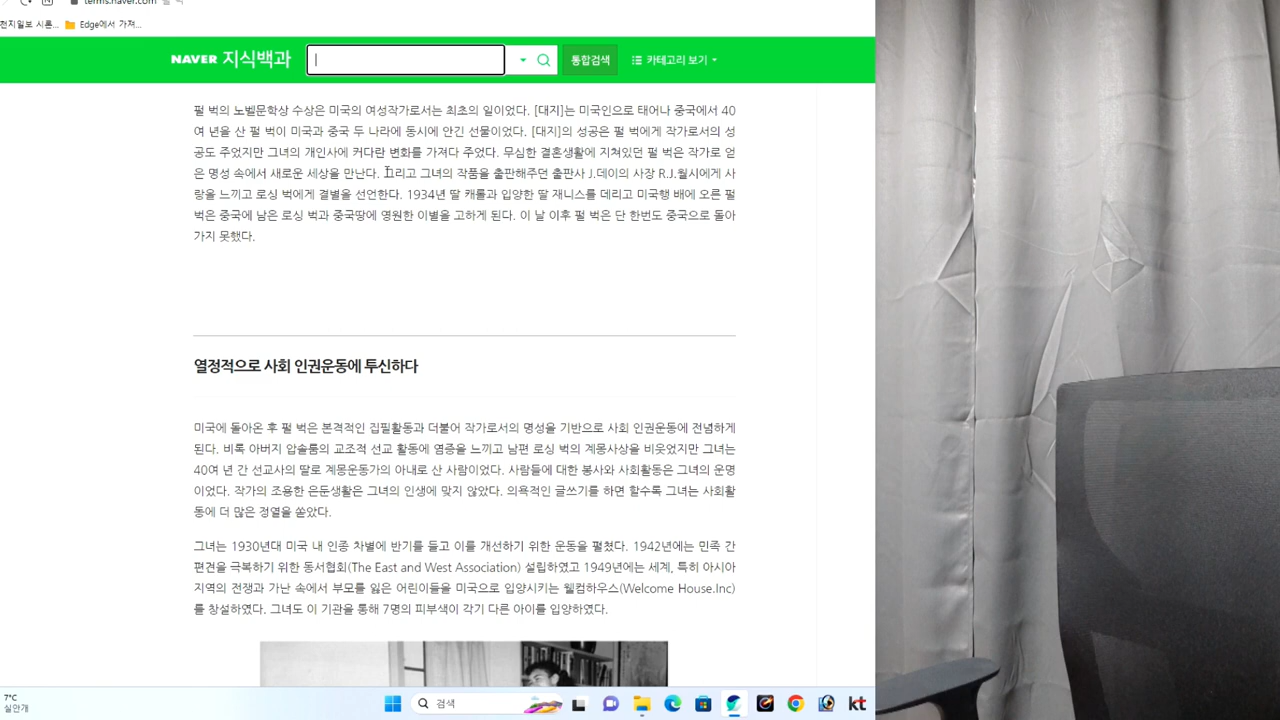 terms.naver.com
천지일보 시론...
Edge에서 가져...
NAVER 지식백과
통합검색
카테고리 보기
펄 벅의 노벨문학상 수상은 미국의 여성작가로서는 최초의 일이었다. [대지]는 미국인으로 태어나 중국에서 40
여 년을 산 펄 벅이 미국과 중국 두 나라에 동시에 안긴 선물이었다. [대지]의 성공은 펄 벅에게 작가로서의 성
공도 주었지만 그녀의 개인사에 커다란 변화를 가져다 주었다. 무심한 결혼생활에 지쳐있던 펄 벅은 작가로 얻
은 명성 속에서 새로운 세상을 만난다. 그리고 그녀의 작품을 출판해주던 출판사 J.데이의 사장 R.J.월시에게 사
랑을 느끼고 로싱 벅에게 결별을 선언한다. 1934년 딸 캐롤과 입양한 딸 재니스를 데리고 미국행 배에 오른 펄
벅은 중국에 남은 로싱 벅과 중국땅에 영원한 이별을 고하게 된다. 이 날 이후 펄 벅은 단 한번도 중국으로 돌아
가지 못했다.
열정적으로 사회 인권운동에 투신하다
미국에 돌아온 후 펄 벅은 본격적인 집필활동과 더불어 작가로서의 명성을 기반으로 사회 인권운동에 전념하게
된다. 비록 아버지 압솔룸의 교조적 선교 활동에 염증을 느끼고 남편 로싱 벅의 계몽사상을 비웃었지만 그녀는
40여 년 간 선교사의 딸로 계몽운동가의 아내로 산 사람이었다. 사람들에 대한 봉사와 사회활동은 그녀의 운명
이었다. 작가의 조용한 은둔생활은 그녀의 인생에 맞지 않았다. 의욕적인 글쓰기를 하면 할수록 그녀는 사회활
동에 더 많은 정열을 쏟았다.
그녀는 1930년대 미국 내 인종 차별에 반기를 들고 이를 개선하기 위한 운동을 펼쳤다. 1942년에는 민족 간
편견을 극복하기 위한 동서협회(The East and West Association) 설립하였고 1949년에는 세계, 특히 아시아
지역의 전쟁과 가난 속에서 부모를 잃은 어린이들을 미국으로 입양시키는 웰컴하우스(Welcome House.Inc)
를 창설하였다. 그녀도 이 기관을 통해 7명의 피부색이 각기 다른 아이를 입양하였다.
7°C
실안개
검색
kt